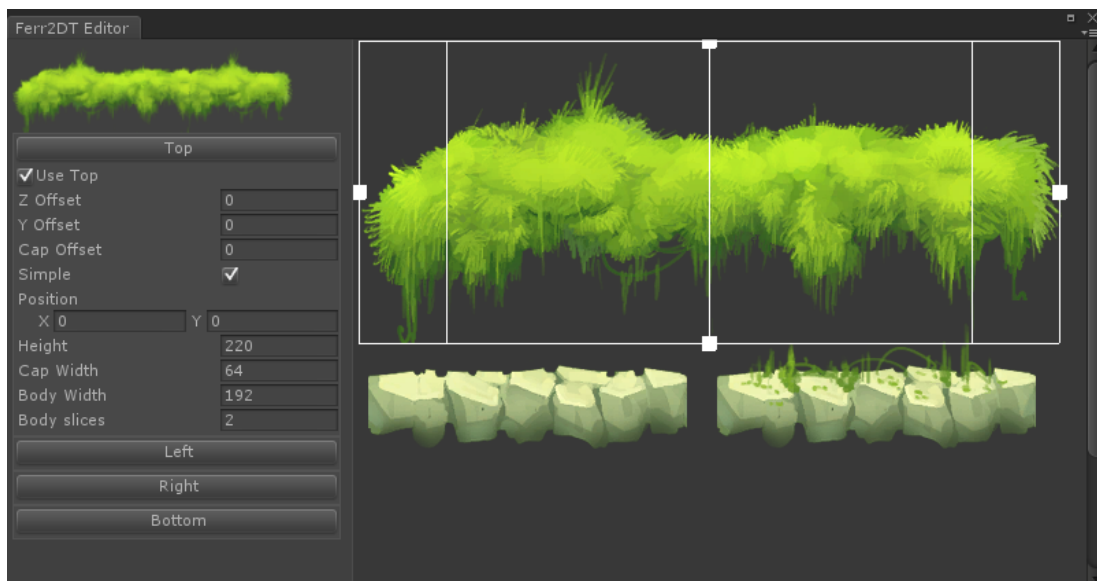 Ferr2DT Editor
Top
Use Top
Z Offset 0
Y Offset 0
Cap Offset 0
Simple
Position
X 0 Y 0
Height 220
Cap Width 64
Body Width 192
Body slices 2
Left
Right
Bottom